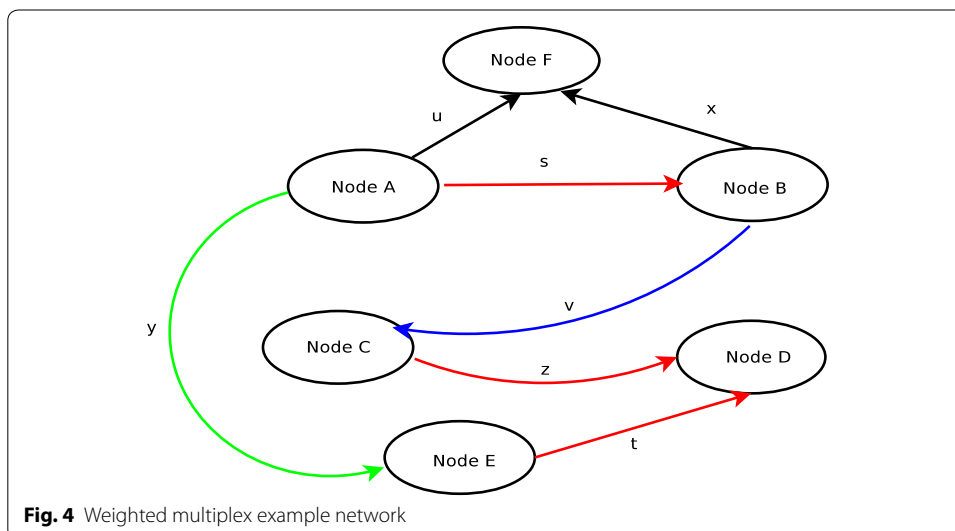 Node F
u
x
Node A
s
Node B
y
v
Node C
z
Node D
t
Node E
Fig. 4 Weighted multiplex example network